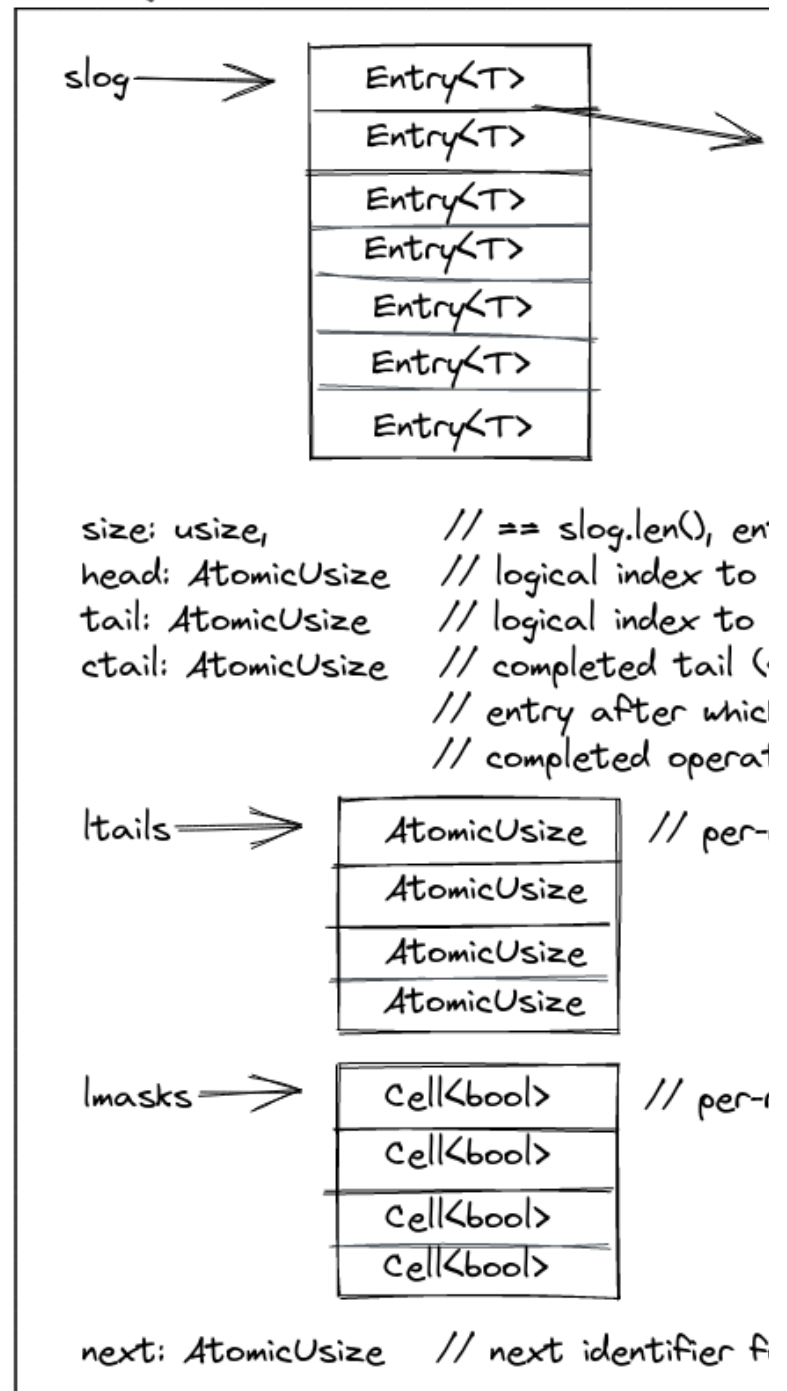 slog
Entry<T>
Entry<T>
Entry<T>
Entry<T>
Entry<T>
Entry<T>
Entry<T>
size: usize, // == slog.len(),
head: AtomicUsize // logical index to
tail: AtomicUsize // logical index to
ctail: AtomicUsize // completed tail (
// entry after
// completed
ltails
AtomicUsize // per-
AtomicUsize
AtomicUsize
AtomicUsize
lmasks
Cell<bool> // per-
Cell<bool>
Cell<bool>
Cell<bool>
next: AtomicUsize // next identifier